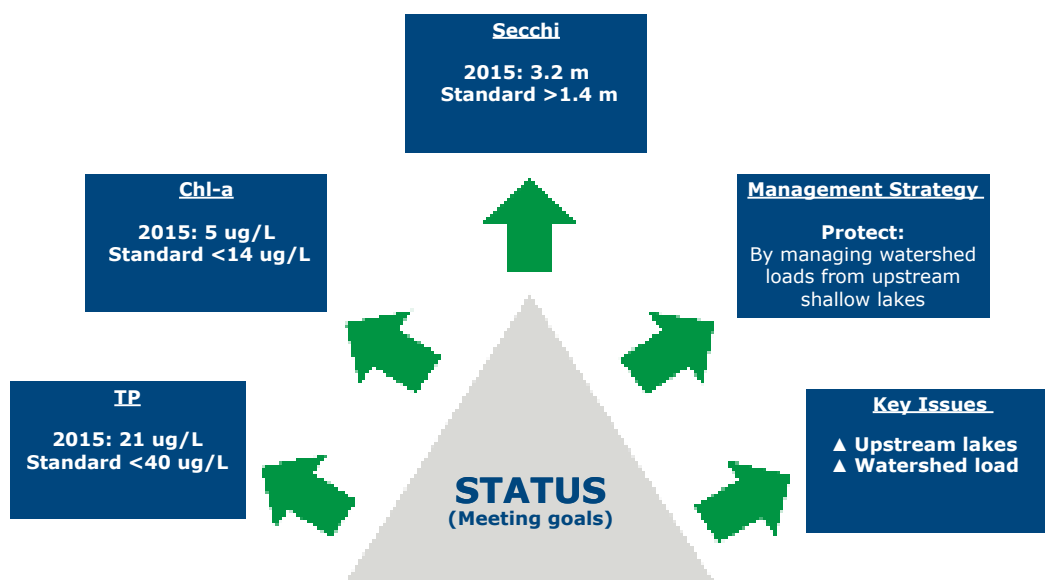 Secchi
2015: 3.2 m
Standard >1.4 m
Chl-a
2015: 5 ug/L
Standard <14 ug/L
Management Strategy
Protect:
By managing watershed
loads from upstream
shallow lakes
TP
2015: 21 ug/L
Standard <40 ug/L
Key Issues
▲ Upstream lakes
▲ Watershed load
STATUS
(Meeting goals)